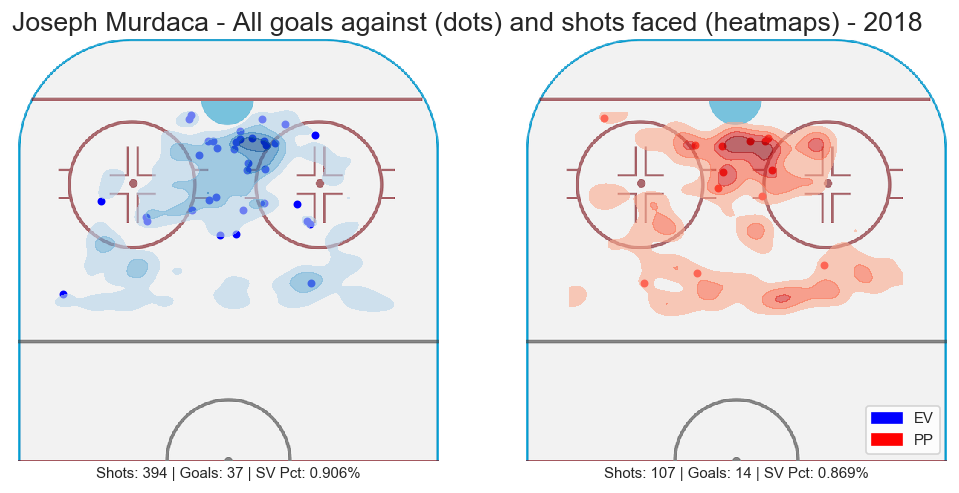 Joseph Murdaca - All goals against (dots) and shots faced (heatmaps) - 2018
EV
PP
Shots: 394 | Goals: 37 | SV Pct: 0.906%
Shots: 107 | Goals: 14 | SV Pct: 0.869%